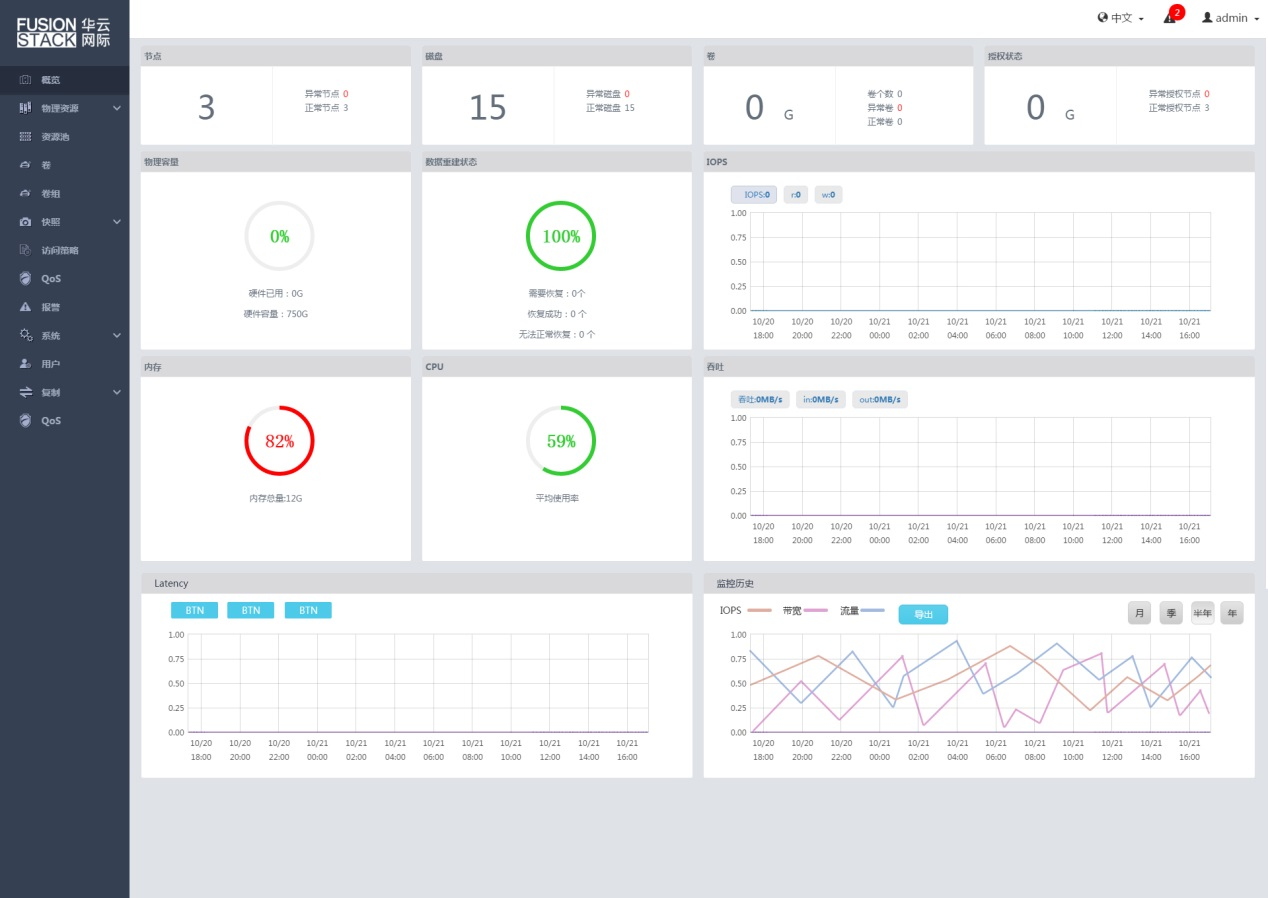 FUSION STACK 华云网际
中文
2
admin
概览
物理资源
资源池
卷
卷组
快照
访问策略
QoS
报警
系统
用户
复制
QoS
节点
3
异常节点 0
正常节点 3
磁盘
15
异常磁盘 0
正常磁盘 15
卷
0 G
卷个数 0
异常卷 0
正常卷 0
授权状态
0 G
异常授权节点 0
正常授权节点 3
物理容量
0%
硬件已用：0G
硬件容量：750G
数据重建状态
100%
需要恢复：0个
恢复成功：0 个
无法正常恢复：0 个
IOPS
IOPS:0 r:0 w:0
1.00
0.75
0.50
0.25
0.00
10/20 10/20 10/20 10/21 10/21 10/21 10/21 10/21 10/21 10/21 10/21 10/21
18:00 20:00 22:00 00:00 02:00 04:00 06:00 08:00 10:00 12:00 14:00 16:00
内存
82%
内存总量:12G
CPU
59%
平均使用率
吞吐
吞吐:0MB/s in:0MB/s out:0MB/s
1.00
0.75
0.50
0.25
0.00
10/20 10/20 10/20 10/21 10/21 10/21 10/21 10/21 10/21 10/21 10/21 10/21
18:00 20:00 22:00 00:00 02:00 04:00 06:00 08:00 10:00 12:00 14:00 16:00
Latency
BTN BTN BTN
1.00
0.75
0.50
0.25
0.00
10/20 10/20 10/20 10/21 10/21 10/21 10/21 10/21 10/21 10/21 10/21 10/21
18:00 20:00 22:00 00:00 02:00 04:00 06:00 08:00 10:00 12:00 14:00 16:00
监控历史
IOPS 带宽 流量 导出 月 季 半年 年
1.00
0.75
0.50
0.25
0.00
10/20 10/20 10/20 10/21 10/21 10/21 10/21 10/21 10/21 10/21 10/21 10/21
18:00 20:00 22:00 00:00 02:00 04:00 06:00 08:00 10:00 12:00 14:00 16:00